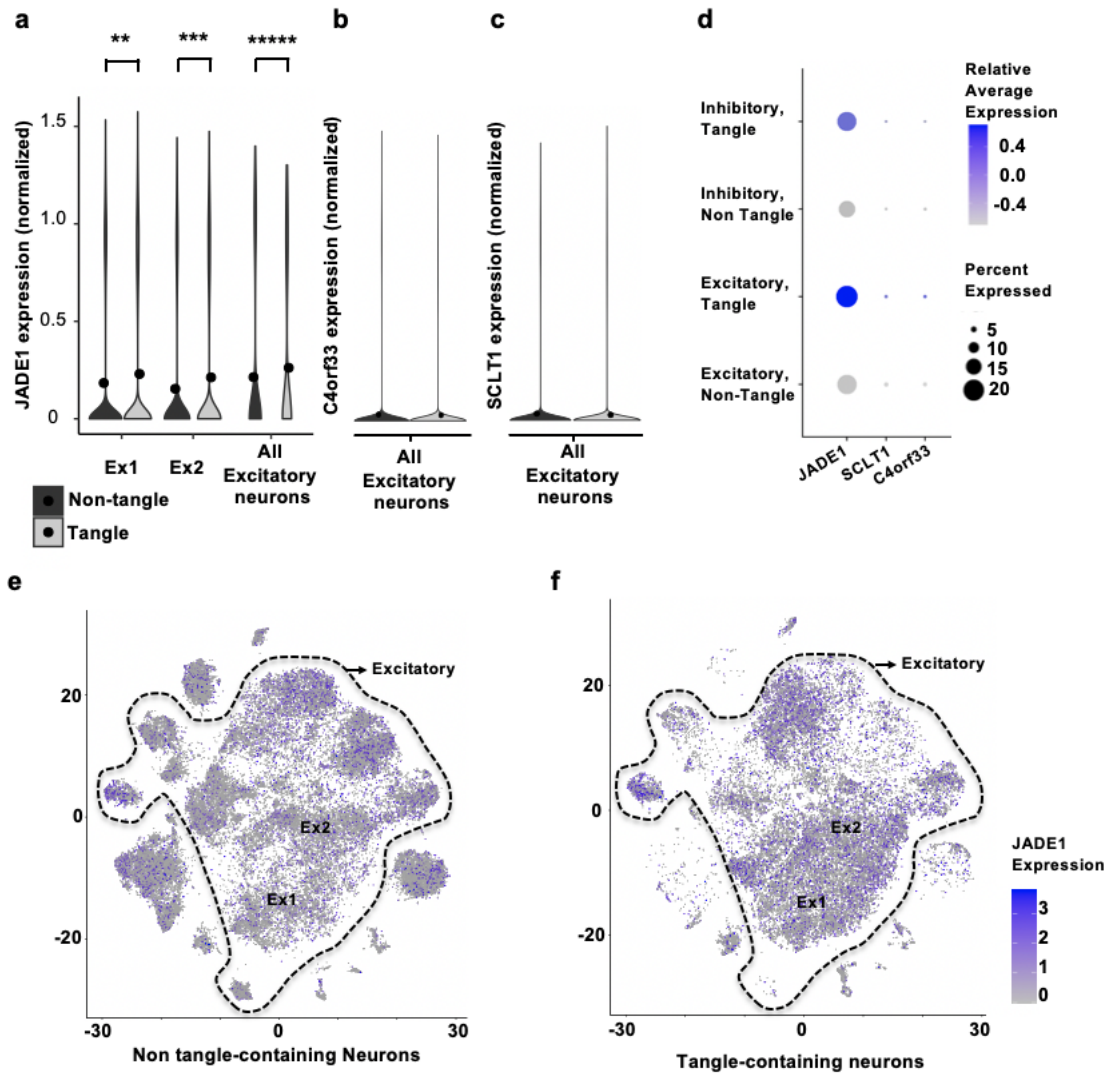 a
b
c
d
**
***
*****
JADE1 expression (normalized)
1.5
1.0
0.5
0
Ex1
Ex2
All
Excitatory
neurons
Non-tangle
Tangle
C4orf33 expression (normalized)
All
Excitatory
neurons
SCLT1 expression (normalized)
All
Excitatory
neurons
Inhibitory,
Tangle
Inhibitory,
Non Tangle
Excitatory,
Tangle
Excitatory,
Non-Tangle
JADE1
SCLT1
C4orf33
Relative
Average
Expression
0.4
0.0
-0.4
Percent
Expressed
5
10
15
20
e
Excitatory
Ex2
Ex1
20
0
-20
-30
0
30
Non tangle-containing Neurons
f
Excitatory
Ex2
Ex1
20
0
-20
-30
0
30
Tangle-containing neurons
JADE1
Expression
3
2
1
0